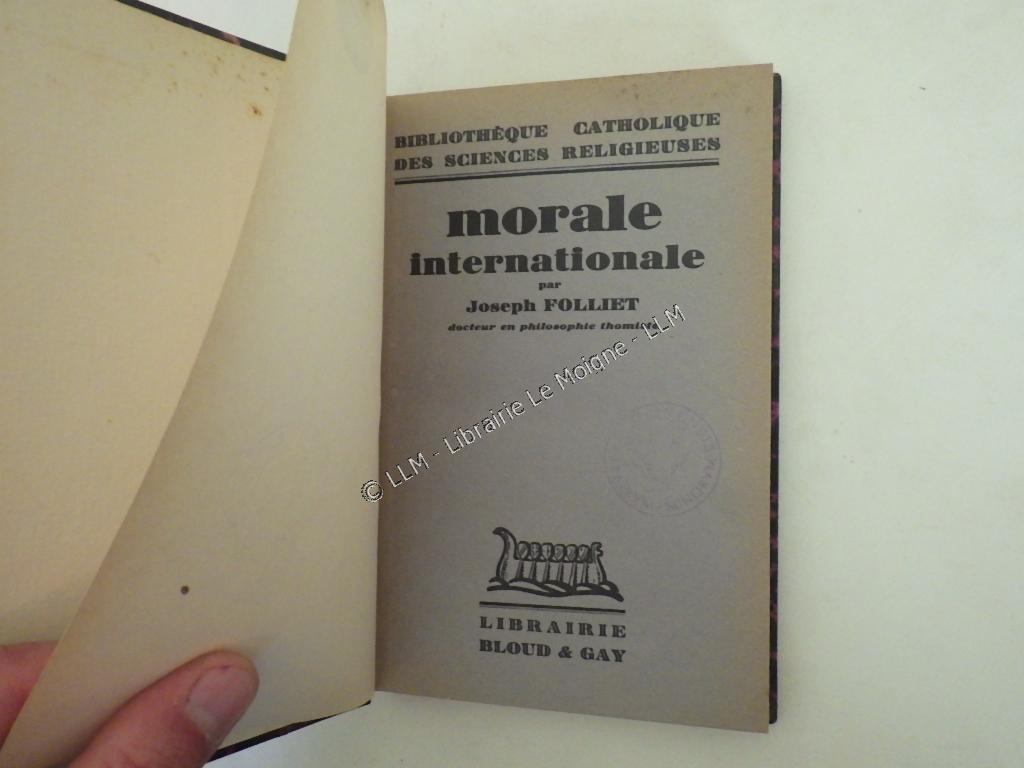 BIBLIOTHÈQUE CATHOLIQUE
DES SCIENCES RELIGIEUSES
morale
internationale
par
Joseph FOLLIET
docteur en philosophie thomiste
© LLM - Librairie Le Moigne - LLM
LIBRAIRIE
BLOUD & GAY